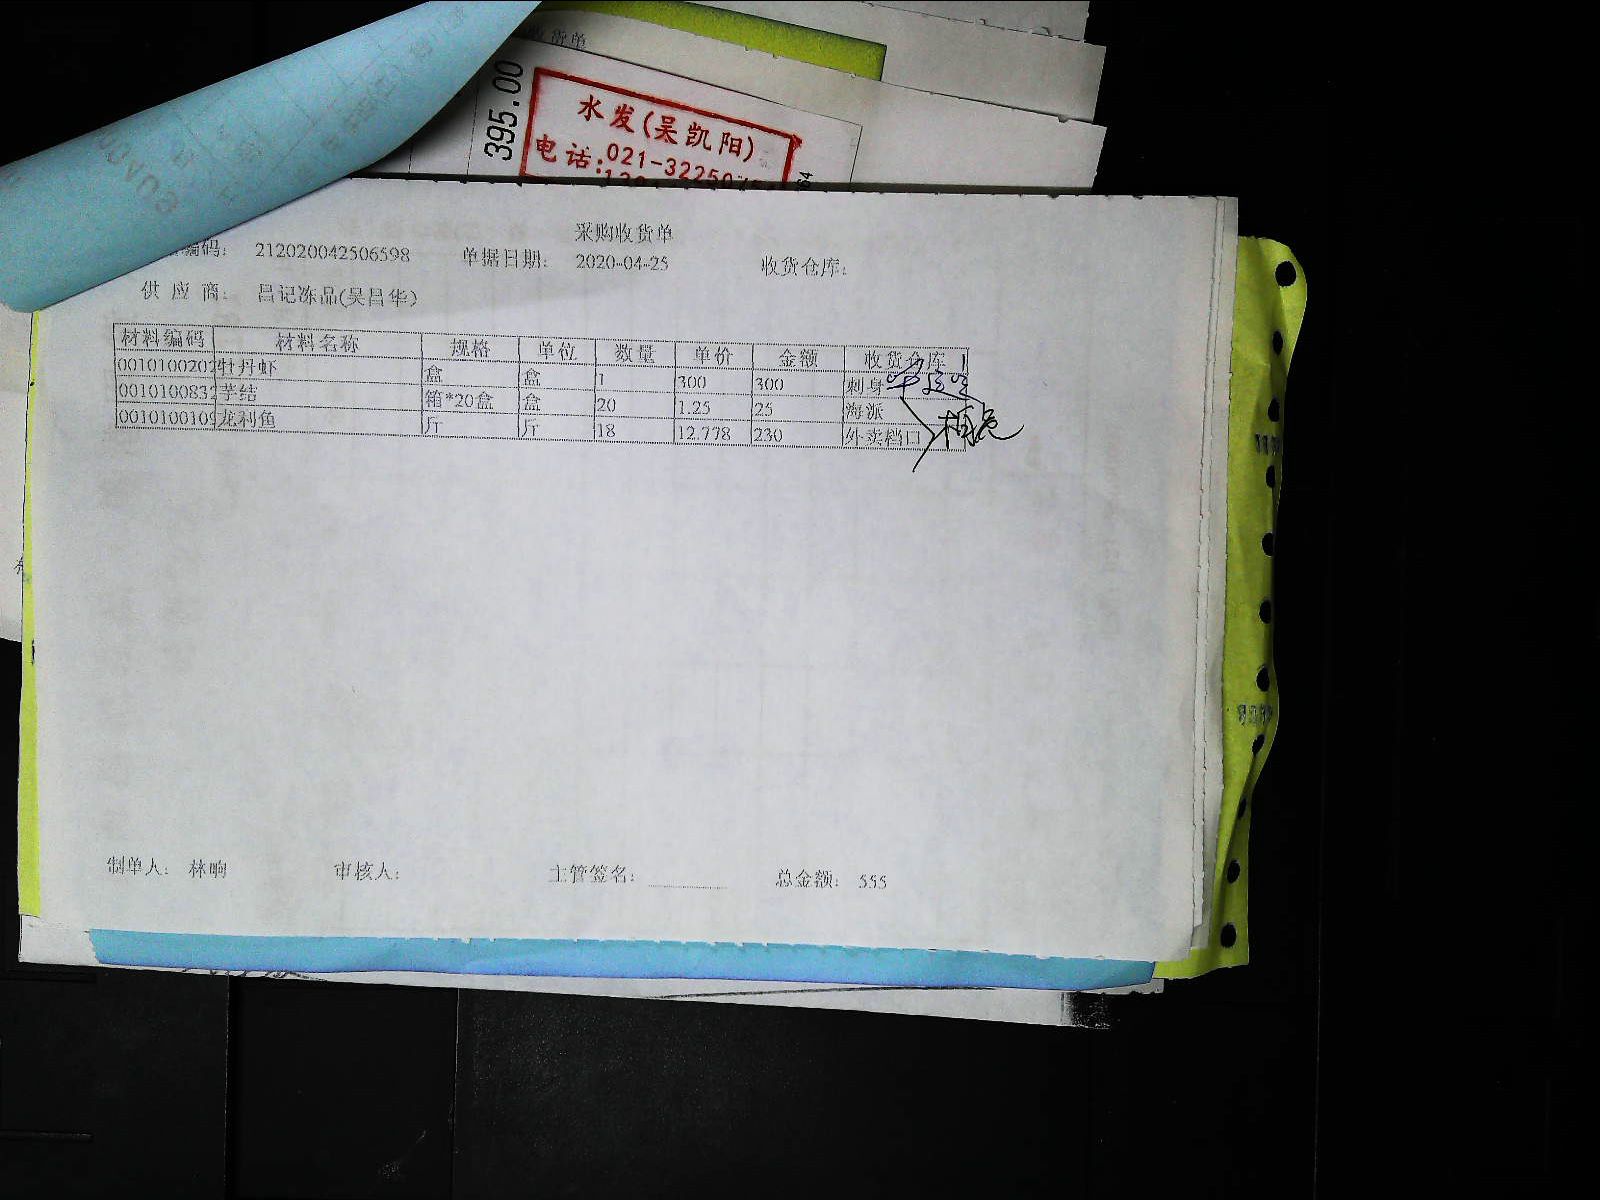 货单
395.00
水发(吴凯阳)
电话:021-3225075
采购收货单
编码: 212020042506598 单据日期: 2020-04-25 收货仓库:
供应商: 昌记冻品(吴昌华)
材料编码 材料名称 规格 单位 数量 单价 金额 收货仓库
0010100202 牡丹虾 盒 盒 1 300 300 刺身
0010100832 芋结 箱*20盒 盒 20 1.25 25 海派
0010100109 龙利鱼 斤 斤 18 12.778 230 外卖档口
制单人: 林响 审核人: 主管签名: 总金额: 555